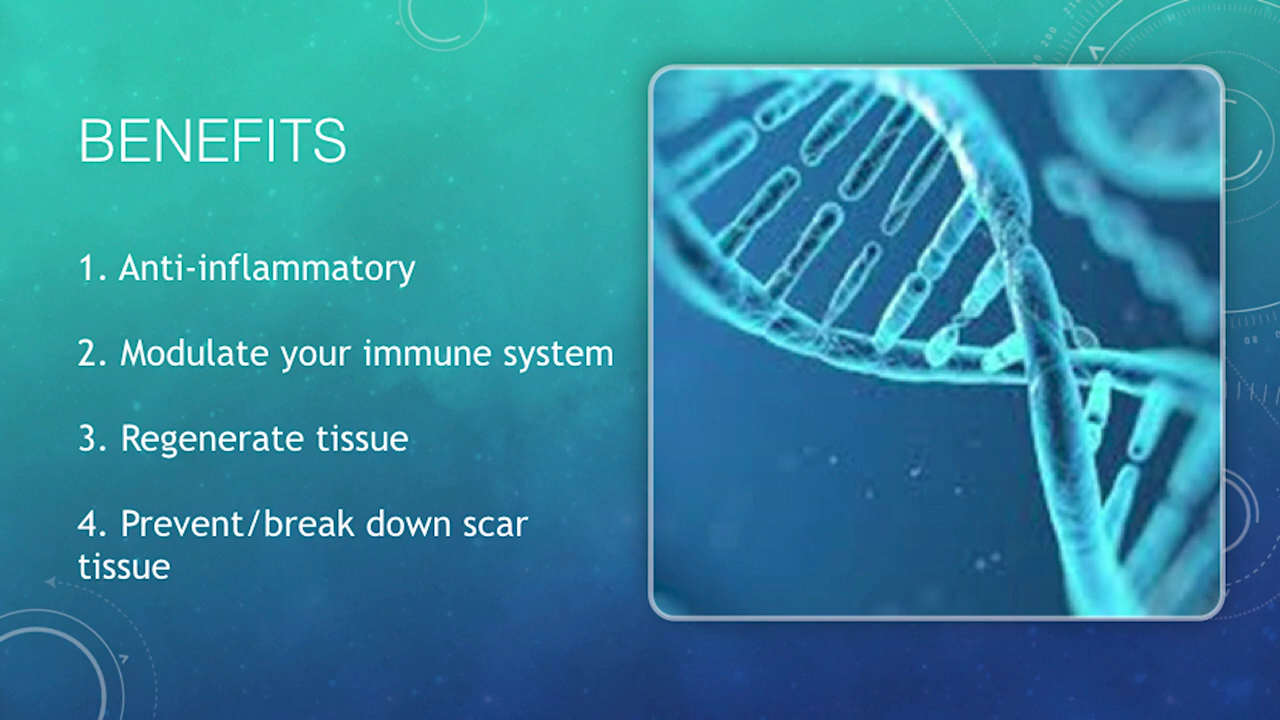 BENEFITS
1. Anti-inflammatory
2. Modulate your immune system
3. Regenerate tissue
4. Prevent/break down scar
tissue